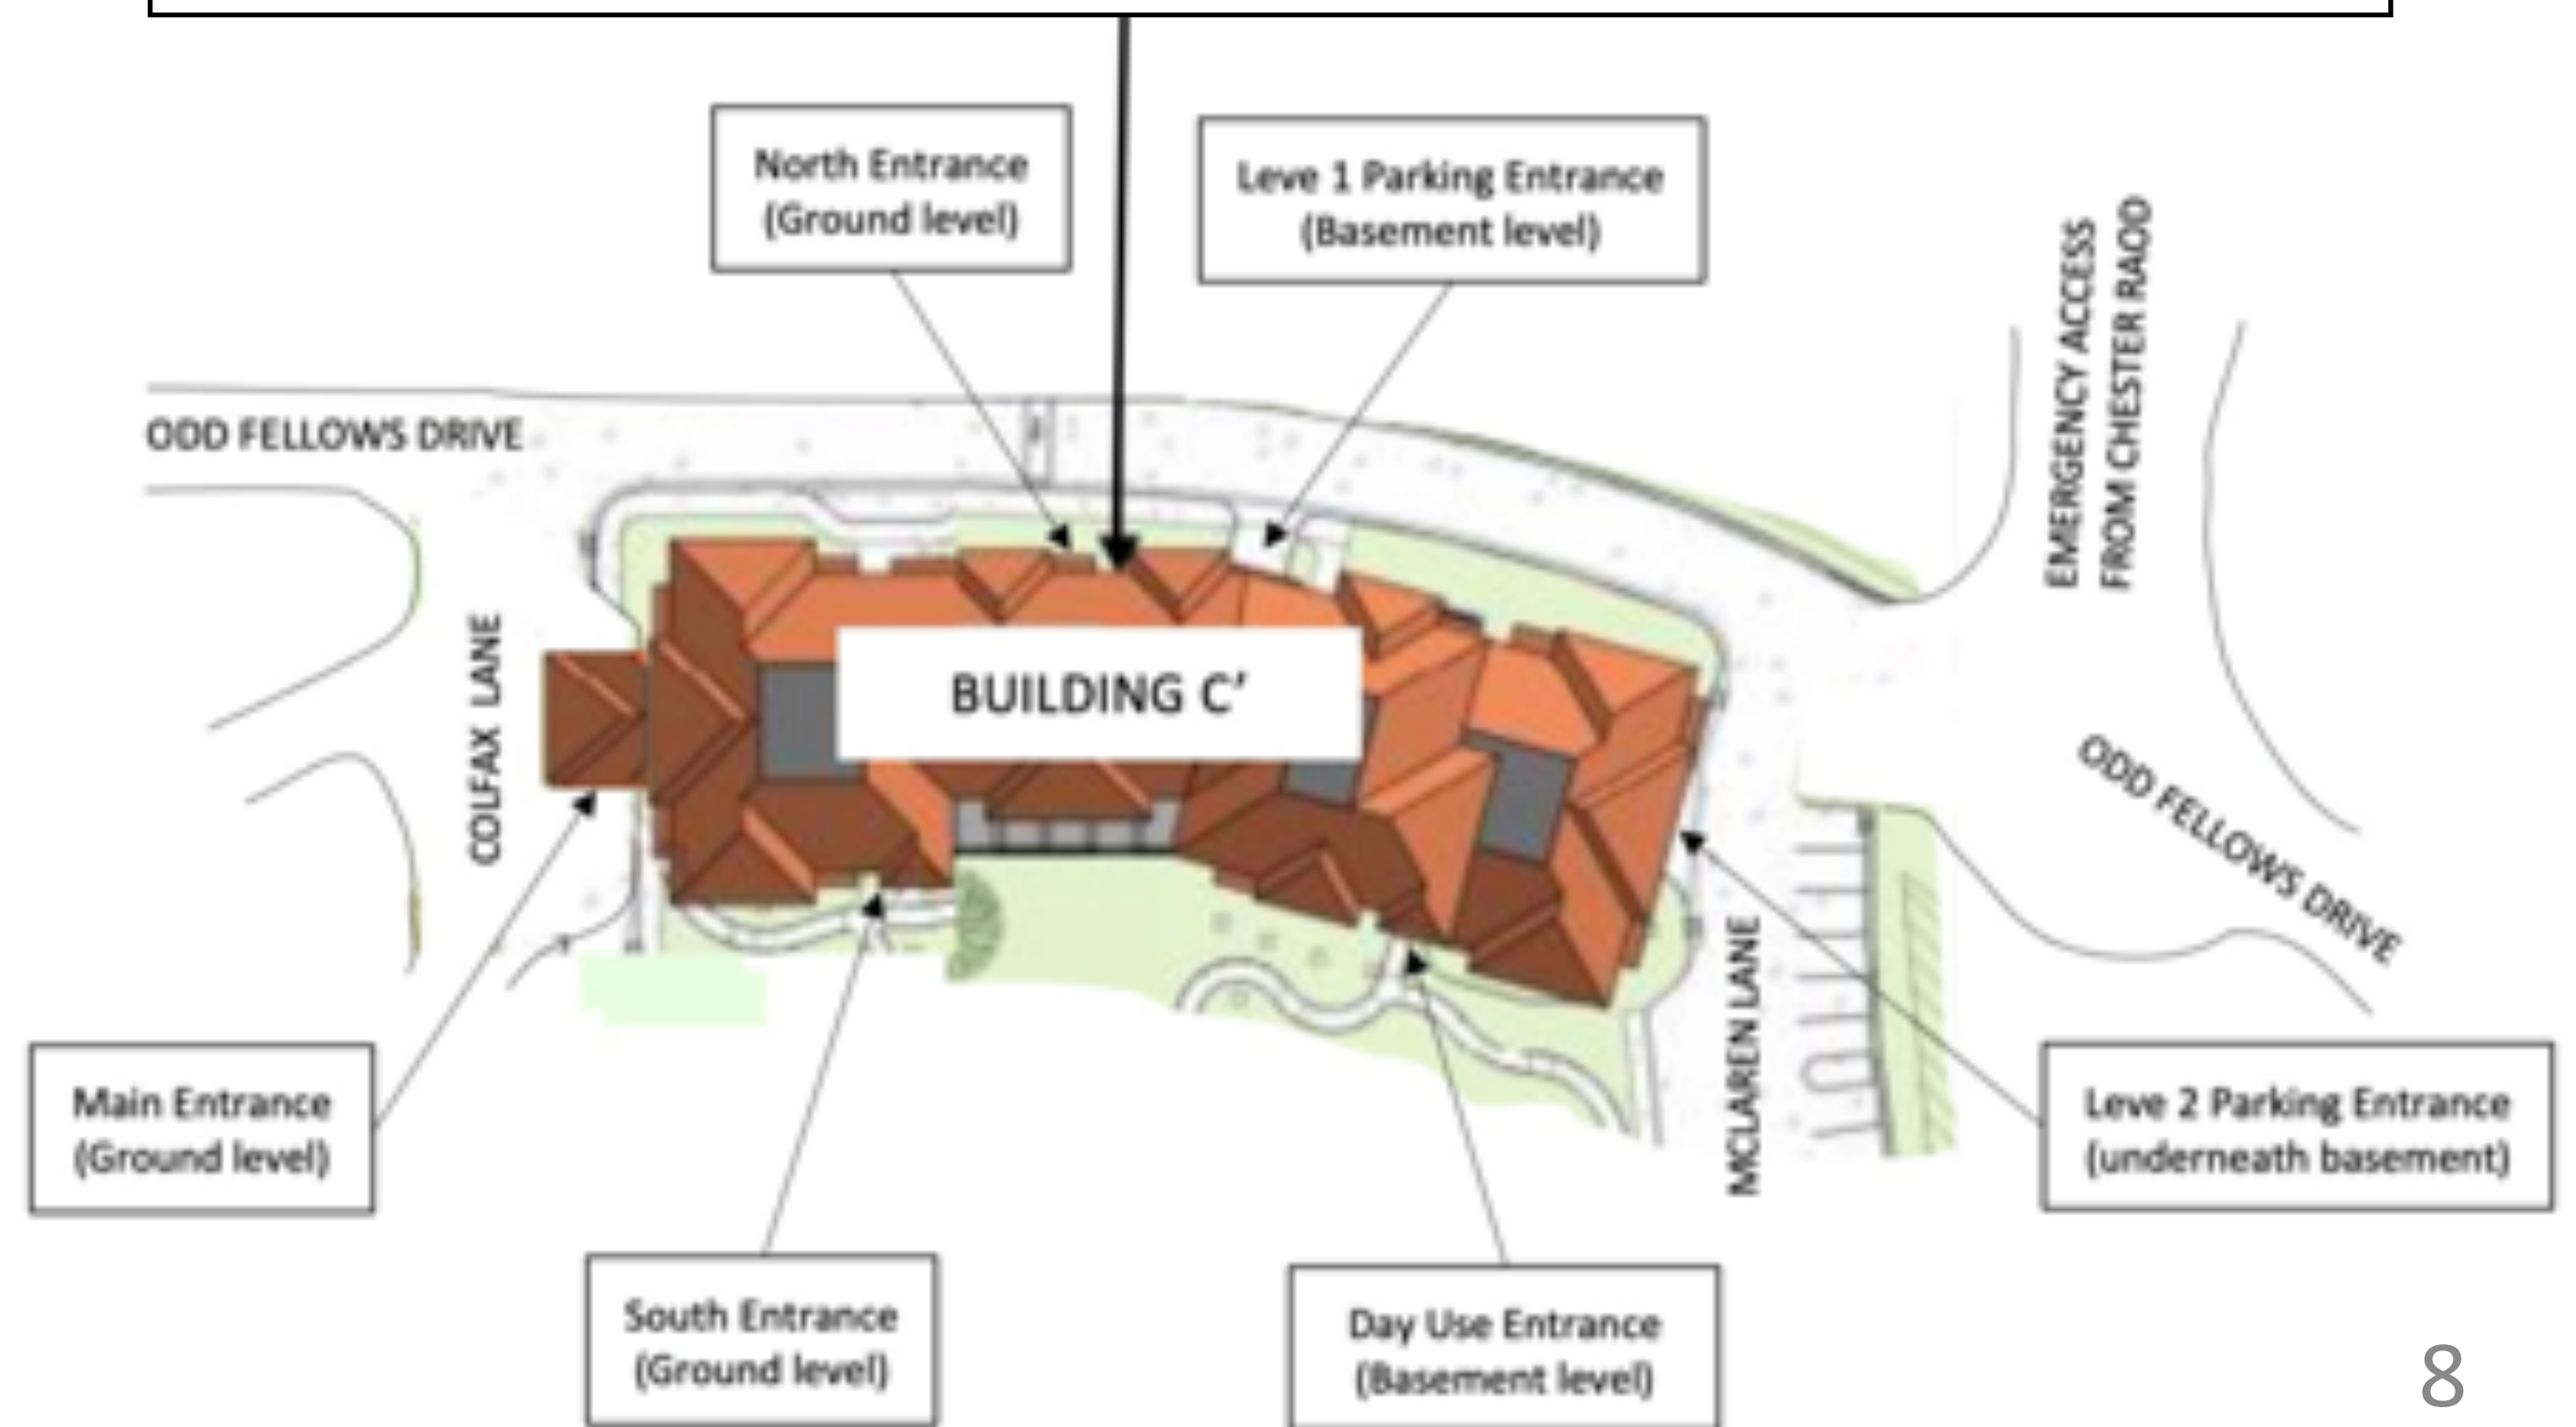 North Entrance
(Ground level)
Leve 1 Parking Entrance
(Basement level)
EMERGENCY ACCESS
FROM CHESTER RAOD
ODD FELLOWS DRIVE
COLFAX LANE
BUILDING C'
ODD FELLOWS DRIVE
MCLAREN LANE
Main Entrance
(Ground level)
Leve 2 Parking Entrance
(underneath basement)
South Entrance
(Ground level)
Day Use Entrance
(Basement level)
8